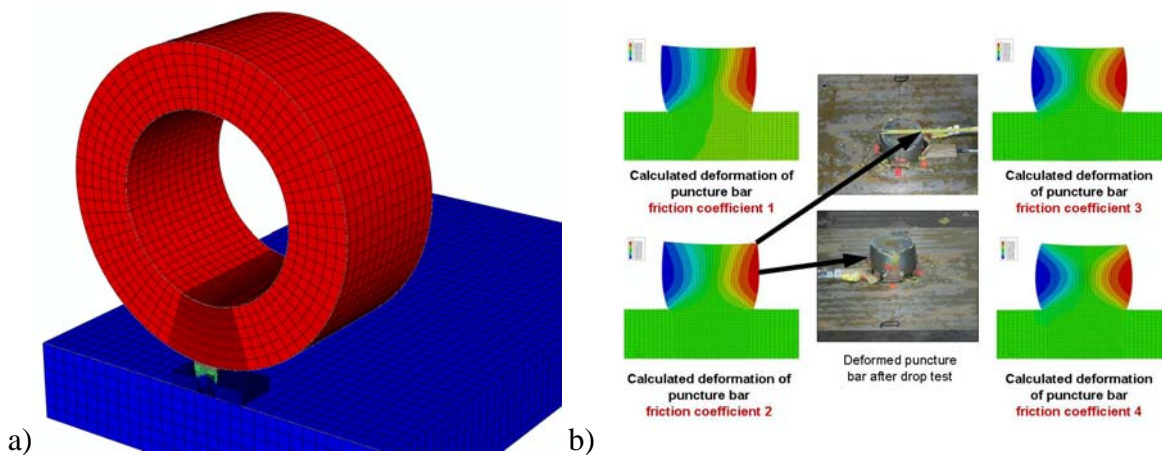 Calculated deformation of
puncture bar
friction coefficient 1
Calculated deformation
of puncture bar
friction coefficient 3
Calculated deformation of
puncture bar
friction coefficient 2
Deformed puncture
bar after drop test
Calculated deformation
of puncture bar
friction coefficient 4
a)
b)